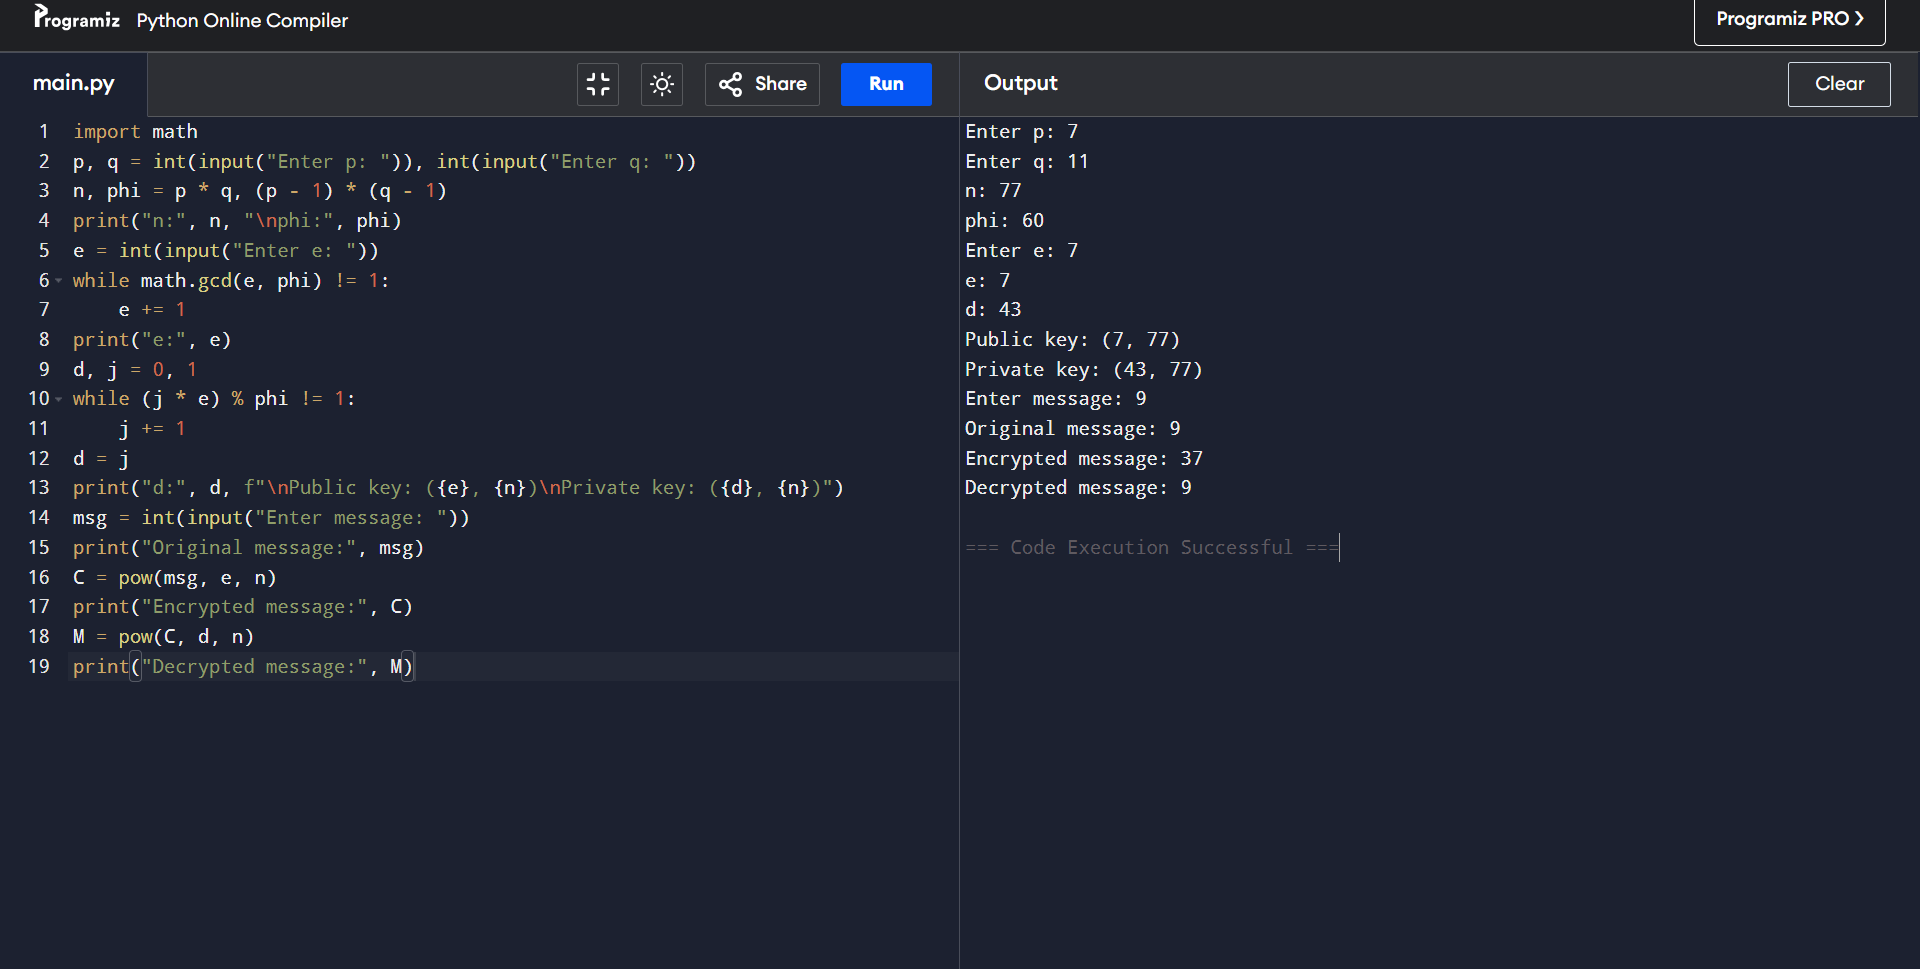 Programiz Python Online Compiler
Programiz PRO
main.py
Share
Run
Output
Clear
1 import math
2 p, q = int(input("Enter p: ")), int(input("Enter q: "))
3 n, phi = p * q, (p - 1) * (q - 1)
4 print("n:", n, "\nphi:", phi)
5 e = int(input("Enter e: "))
6 while math.gcd(e, phi) != 1:
7     e += 1
8 print("e:", e)
9 d, j = 0, 1
10 while (j * e) % phi != 1:
11     j += 1
12 d = j
13 print("d:", d, f"\nPublic key: ({e}, {n})\nPrivate key: ({d}, {n})")
14 msg = int(input("Enter message: "))
15 print("Original message:", msg)
16 C = pow(msg, e, n)
17 print("Encrypted message:", C)
18 M = pow(C, d, n)
19 print("Decrypted message:", M)
Enter p: 7
Enter q: 11
n: 77
phi: 60
Enter e: 7
e: 7
d: 43
Public key: (7, 77)
Private key: (43, 77)
Enter message: 9
Original message: 9
Encrypted message: 37
Decrypted message: 9
=== Code Execution Successful ===